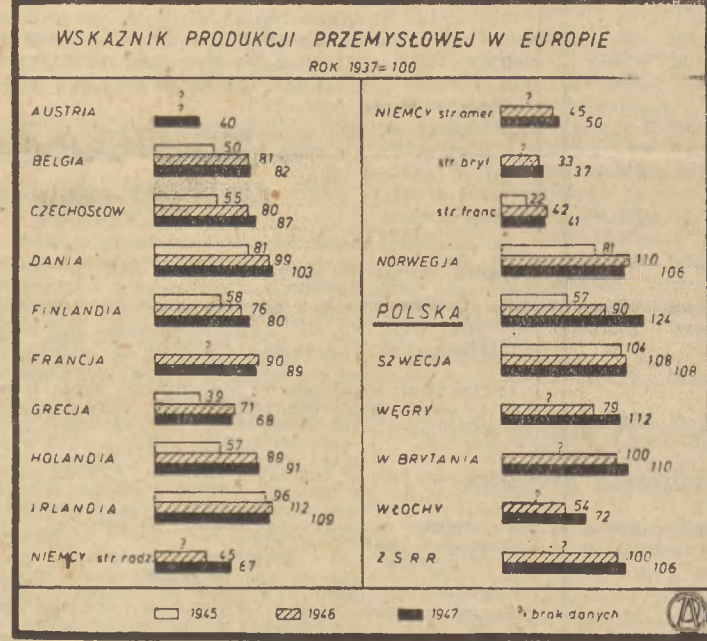 WSKAŹNIK PRODUKCJI PRZEMYSŁOWEJ W EUROPIE
ROK 1937=100
AUSTRIA ? ? 40
BELGIA 50 81 82
CZECHOSŁOW 55 80 87
DANIA 81 99 103
FINLANDIA 58 76 80
FRANCJA ? 90 89
GRECJA 39 71 68
HOLANDIA 57 89 91
IRLANDIA 96 112 109
NIEMCY str. radz. ? 45 67
NIEMCY str amer ? 45 50
str bryt ? 33 37
str franc 22 42 41
NORWEGJA 81 110 106
POLSKA 57 90 124
SZWECJA 104 108 108
WĘGRY ? 79 112
W BRYTANIA ? 100 110
WŁOCHY ? 54 72
Z S R R ? 100 106
1945 1946 1947 ?, brak danych